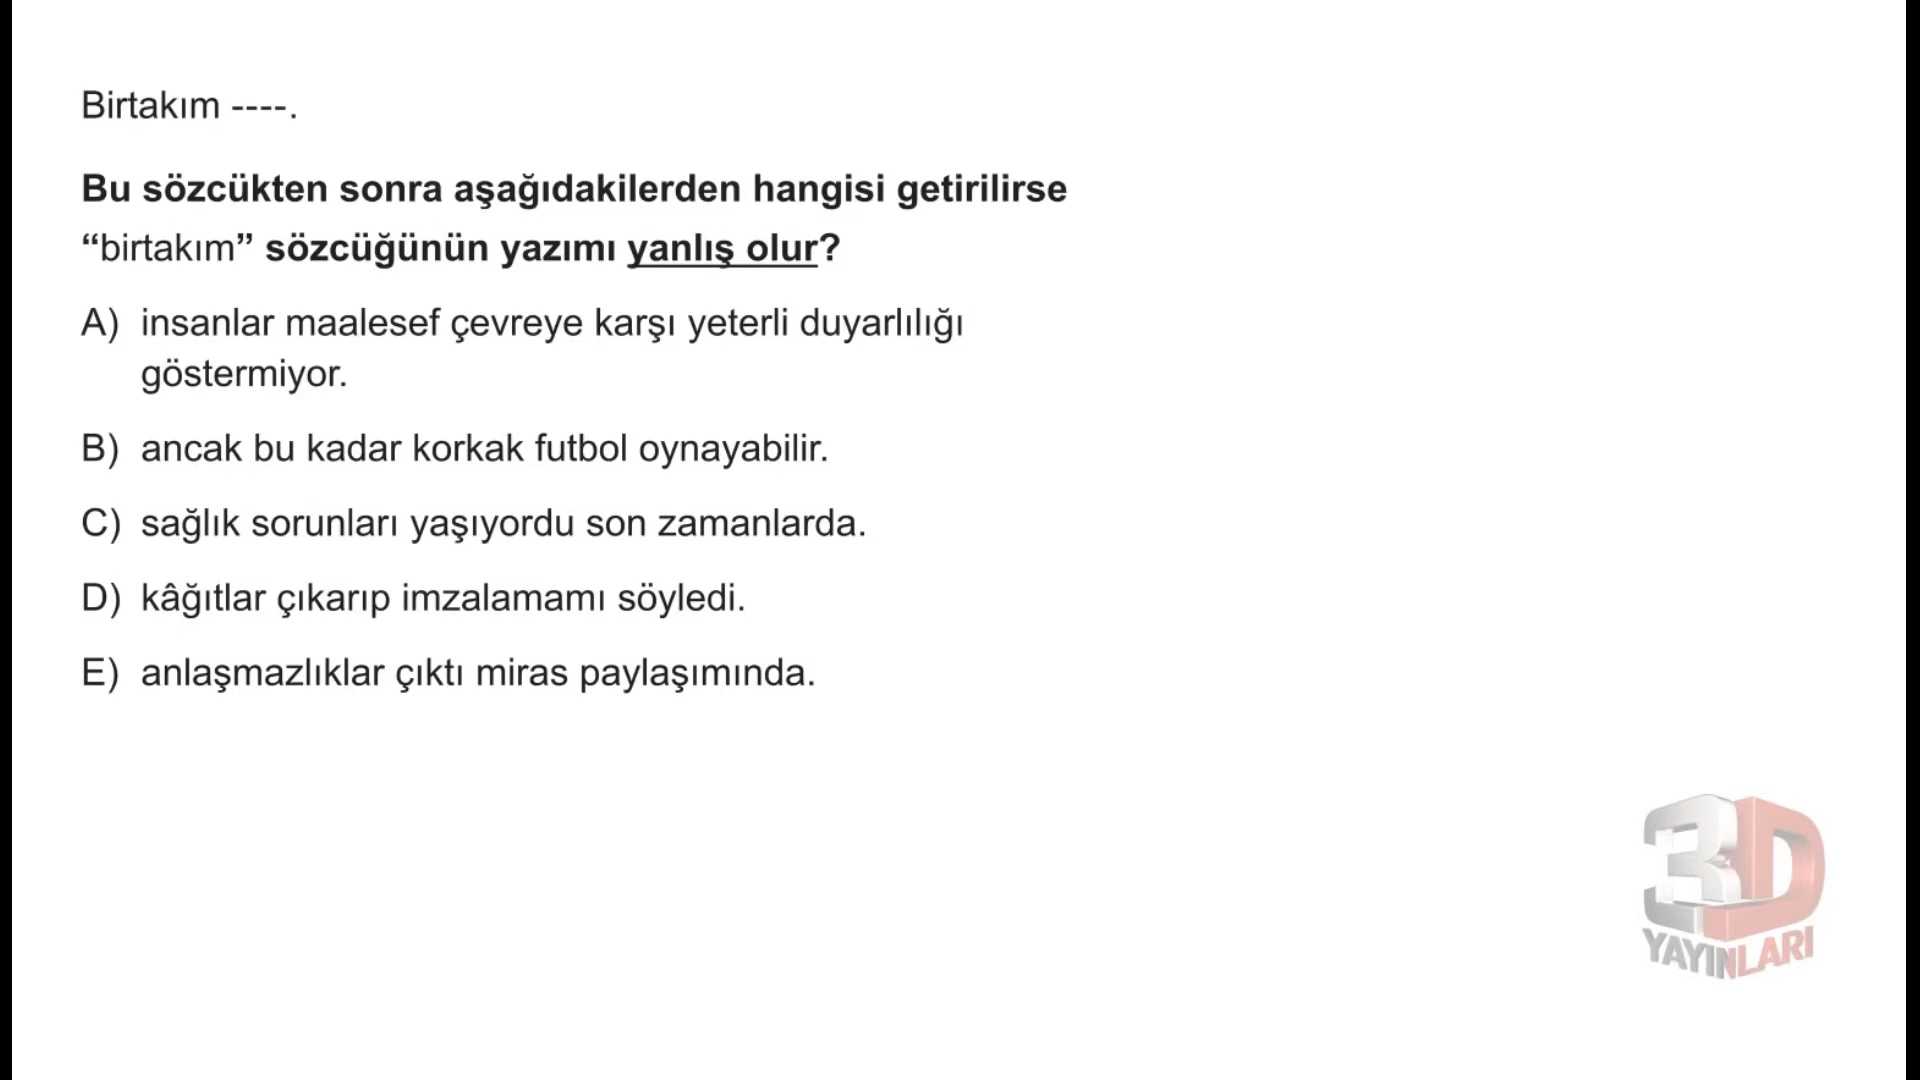 Birtakım ----.
Bu sözcükten sonra aşağıdakilerden hangisi getirilirse
“birtakım” sözcüğünün yazımı yanlış olur?
A) insanlar maalesef çevreye karşı yeterli duyarlılığı
göstermiyor.
B) ancak bu kadar korkak futbol oynayabilir.
C) sağlık sorunları yaşıyordu son zamanlarda.
D) kâğıtlar çıkarıp imzalamamı söyledi.
E) anlaşmazlıklar çıktı miras paylaşımında.
3D
YAYINLARI